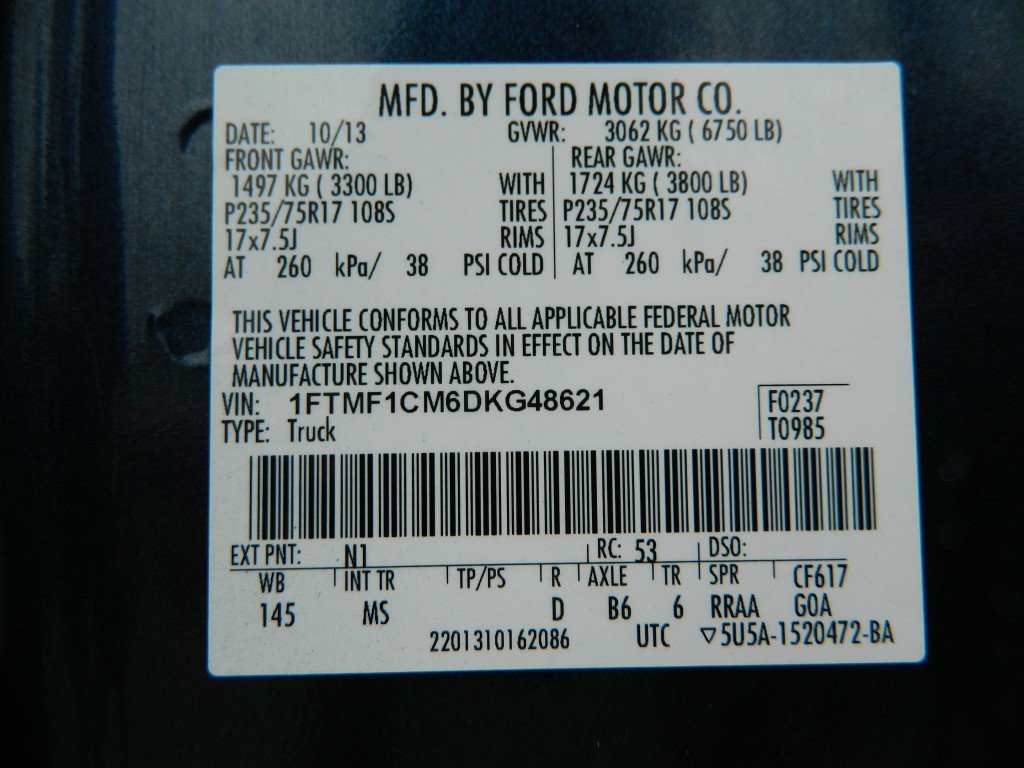 MFD. BY FORD MOTOR CO.
DATE: 10/13 GVWR: 3062 KG ( 6750 LB)
FRONT GAWR: REAR GAWR:
1497 KG ( 3300 LB) WITH 1724 KG ( 3800 LB) WITH
P235/75R17 108S TIRES P235/75R17 108S TIRES
17x7.5J RIMS 17x7.5J RIMS
AT 260 kPa/ 38 PSI COLD AT 260 kPa/ 38 PSI COLD
THIS VEHICLE CONFORMS TO ALL APPLICABLE FEDERAL MOTOR
VEHICLE SAFETY STANDARDS IN EFFECT ON THE DATE OF
MANUFACTURE SHOWN ABOVE.
VIN: 1FTMF1CM6DKG48621 F0237
TYPE: Truck T0985
EXT PNT: N1 RC: 53 DSO:
WB INT TR TP/PS R AXLE TR SPR CF617
145 MS D B6 6 RRAA GOA
2201310162086 UTC ▽5U5A-1520472-BA